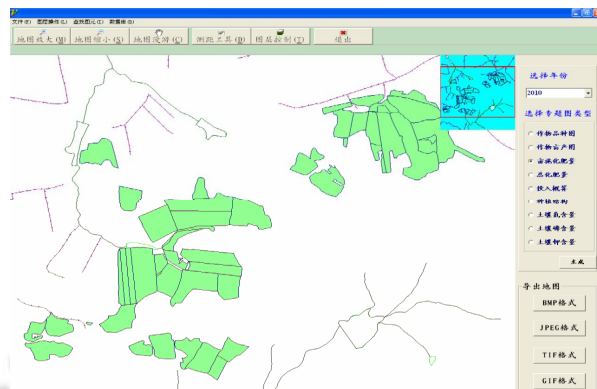 文件(F) 图层操作(L) 查找图元(E) 数据面(D)
地图放大(M) 地图缩小(S) 地图漫游(C) 测距工具(D) 图层控制(T) 退出
选择年份
2010
选择专题图类型
作物品种图
作物亩产图
亩施化肥量
总化肥量
投入概算
种植结构
土壤氮含量
土壤磷含量
土壤钾含量
生成
导出地图
BMP格式
JPEG格式
TIF格式
GIF格式